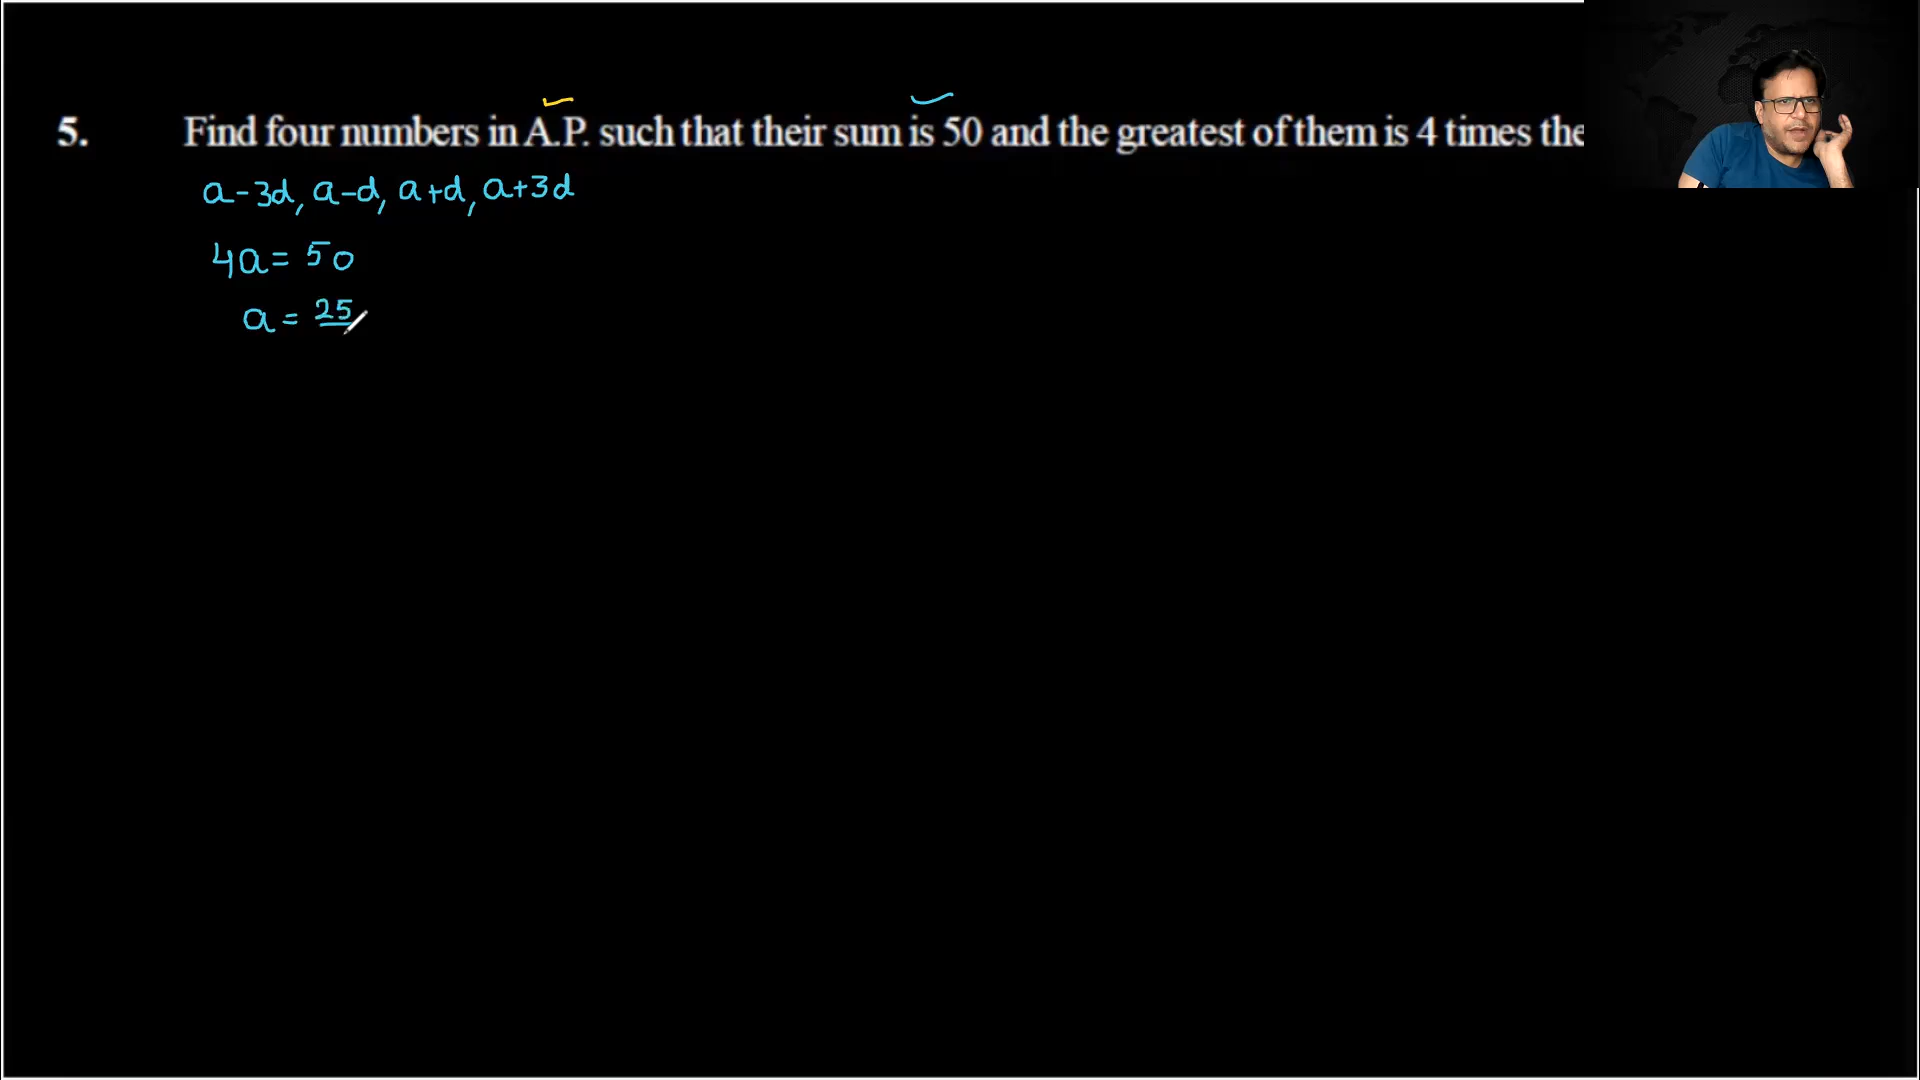 5. Find four numbers in A.P. such that their sum is 50 and the greatest of them is 4 times the
a-3d, a-d, a+d, a+3d
4a = 50
a = 25